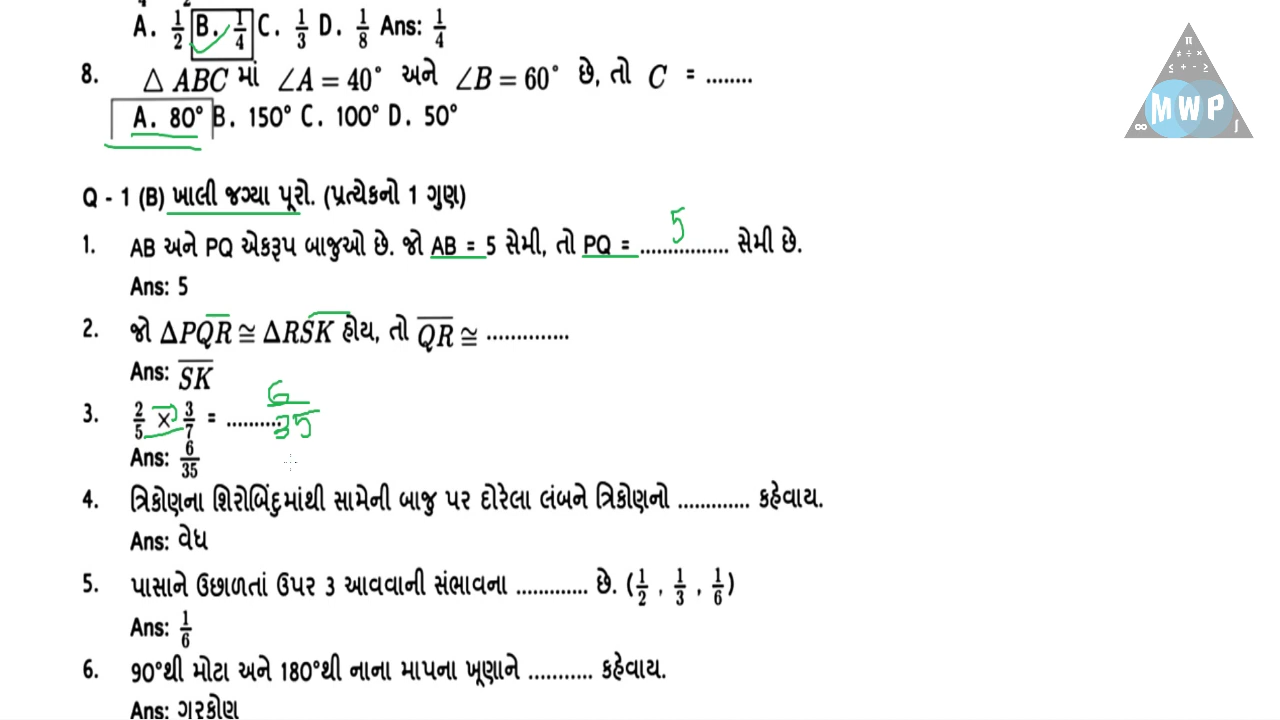 A. 1/2 B. 1/4 C. 1/3 D. 1/8 Ans: 1/4
8. △ ABC માં ∠A = 40° અને ∠B = 60° છે, તો C = ........
A. 80° B. 150° C. 100° D. 50°
Q - 1 (B) ખાલી જગ્યા પૂરો. (પ્રત્યેકનો 1 ગુણ)
1. AB અને PQ એકરૂપ બાજુઓ છે. જો AB = 5 સેમી, તો PQ = ............... સેમી છે.
5
Ans: 5
2. જો ΔPQR ≅ ΔRSK હોય, તો Q̅R̅ ≅ ..............
Ans: S̅K̅
3. 2/5 × 3/7 = ..........
6/35
Ans: 6/35
4. ત્રિકોણના શિરોબિંદુમાંથી સામેની બાજુ પર દોરેલા લંબને ત્રિકોણનો ............. કહેવાય.
Ans: વેધ
5. પાસાને ઉછાળતાં ઉપર 3 આવવાની સંભાવના ............. છે. (1/2 , 1/3 , 1/6)
Ans: 1/6
6. 90°થી મોટા અને 180°થી નાના માપના ખૂણાને ............ કહેવાય.
Ans: ગુરુકોણ
π
≠ ÷ ×
≤ + - ≥
MWP
∞ ∫